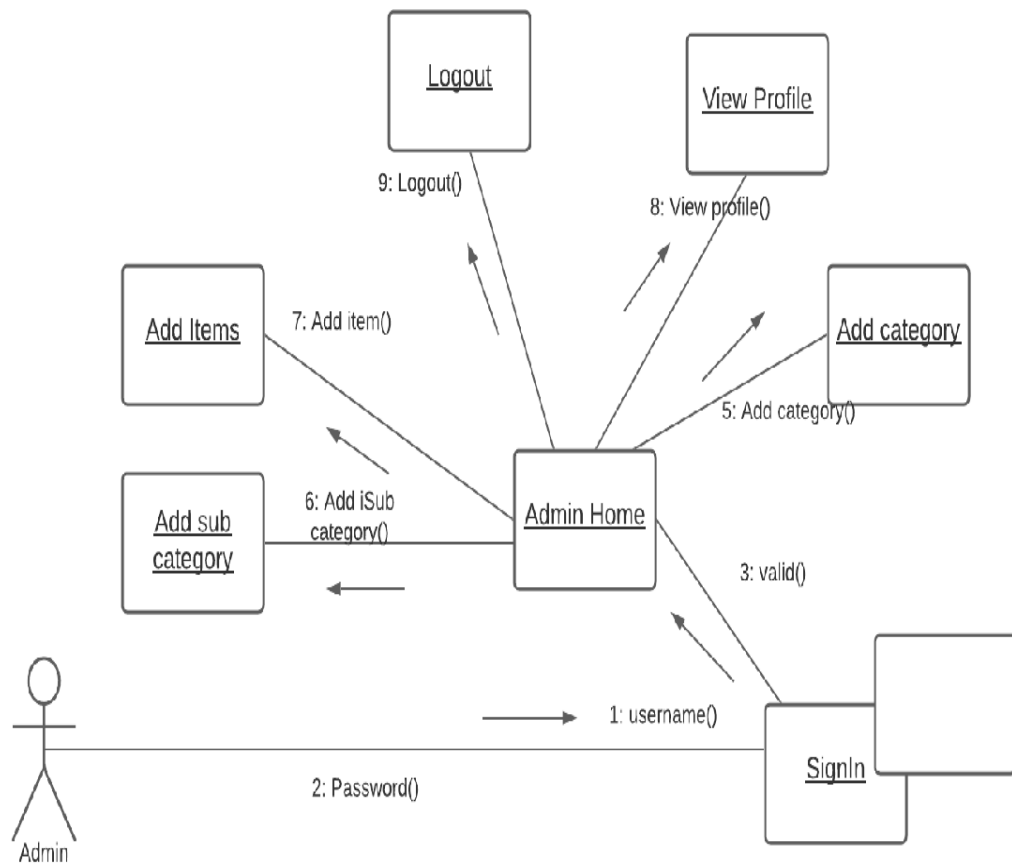 Logout
View Profile
9: Logout()
8: View profile()
Add Items
7: Add item()
Add category
5: Add category()
6: Add iSub
category()
Add sub
category
Admin Home
3: valid()
1: username()
SignIn
2: Password()
Admin